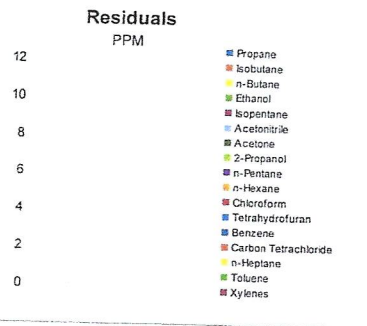 Residuals
PPM
12
10
8
6
4
2
0
Propane
Isobutane
n-Butane
Ethanol
Isopentane
Acetonitrile
Acetone
2-Propanol
n-Pentane
n-Hexane
Chloroform
Tetrahydrofuran
Benzene
Carbon Tetrachloride
n-Heptane
Toluene
Xylenes